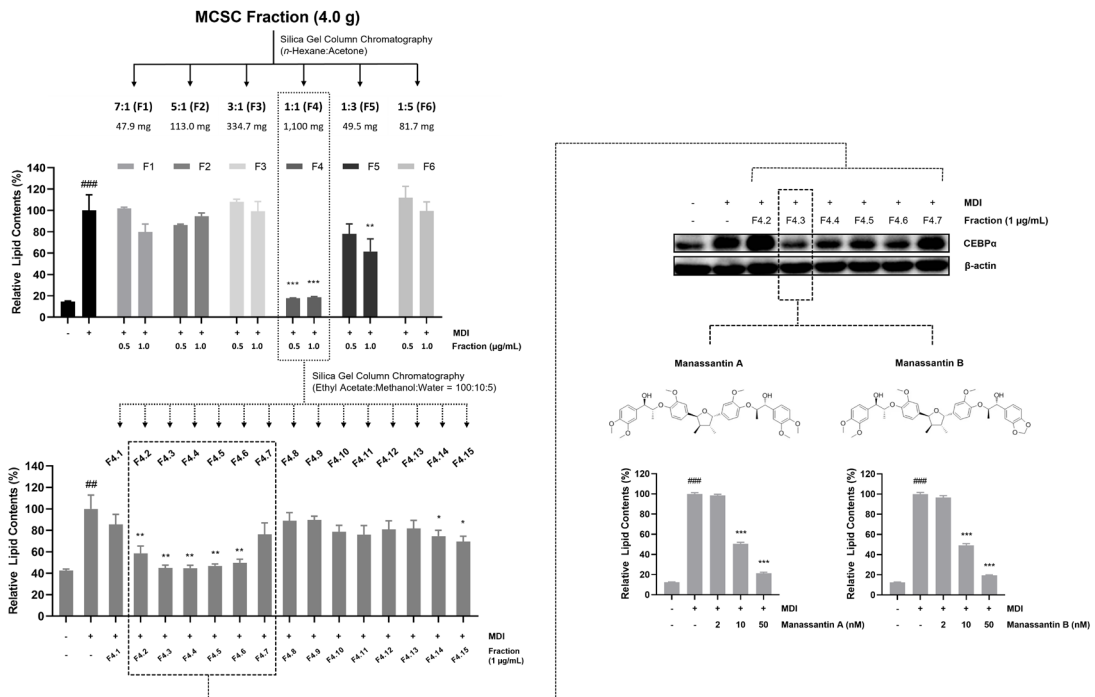 MCSC Fraction (4.0 g)
Silica Gel Column Chromatography
(n-Hexane:Acetone)
7:1 (F1) 5:1 (F2) 3:1 (F3) 1:1 (F4) 1:3 (F5) 1:5 (F6)
47.9 mg 113.0 mg 334.7 mg 1,100 mg 49.5 mg 81.7 mg
F1 F2 F3 F4 F5 F6
Relative Lipid Contents (%)
140
120
100
80
60
40
20
0
###
*** ***
**
- + + + + + + + + + + + + + MDI
0.5 1.0 0.5 1.0 0.5 1.0 0.5 1.0 0.5 1.0 0.5 1.0 Fraction (μg/mL)
Silica Gel Column Chromatography
(Ethyl Acetate:Methanol:Water = 100:10:5)
F4.1 F4.2 F4.3 F4.4 F4.5 F4.6 F4.7 F4.8 F4.9 F4.10 F4.11 F4.12 F4.13 F4.14 F4.15
Relative Lipid Contents (%)
140
120
100
80
60
40
20
0
##
** ** ** ** ** * *
- + + + + + + + + + + + + + + + + MDI
- - F4.1 F4.2 F4.3 F4.4 F4.5 F4.6 F4.7 F4.8 F4.9 F4.10 F4.11 F4.12 F4.13 F4.14 F4.15 Fraction
(1 μg/mL)
- + + + + + + + MDI
- - F4.2 F4.3 F4.4 F4.5 F4.6 F4.7 Fraction (1 μg/mL)
CEBPα
β-actin
Manassantin A
OH O O O O O OH O O O O
Manassantin B
OH O O O O O OH O O O O
Relative Lipid Contents (%)
120
100
80
60
40
20
0
###
***
***
- + + + + MDI
- - 2 10 50 Manassantin A (nM)
Relative Lipid Contents (%)
120
100
80
60
40
20
0
###
***
***
- + + + + MDI
- - 2 10 50 Manassantin B (nM)